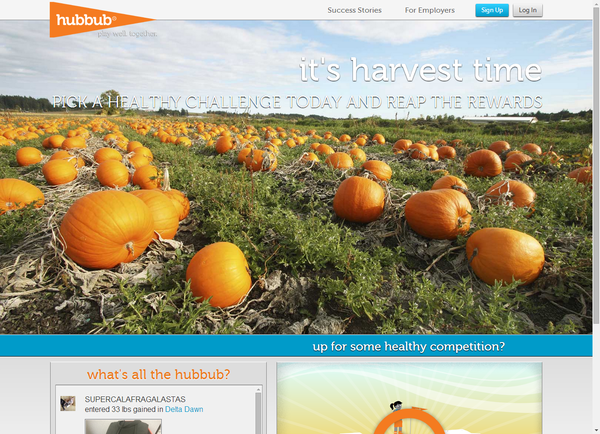 hubbub
play well. together.
Success Stories
For Employers
Sign Up
Log In
it's harvest time
PICK A HEALTHY CHALLENGE TODAY AND REAP THE REWARDS
up for some healthy competition?
what's all the hubbub?
SUPERCALAFRAGALASTAS
entered 33 lbs gained in Delta Dawn